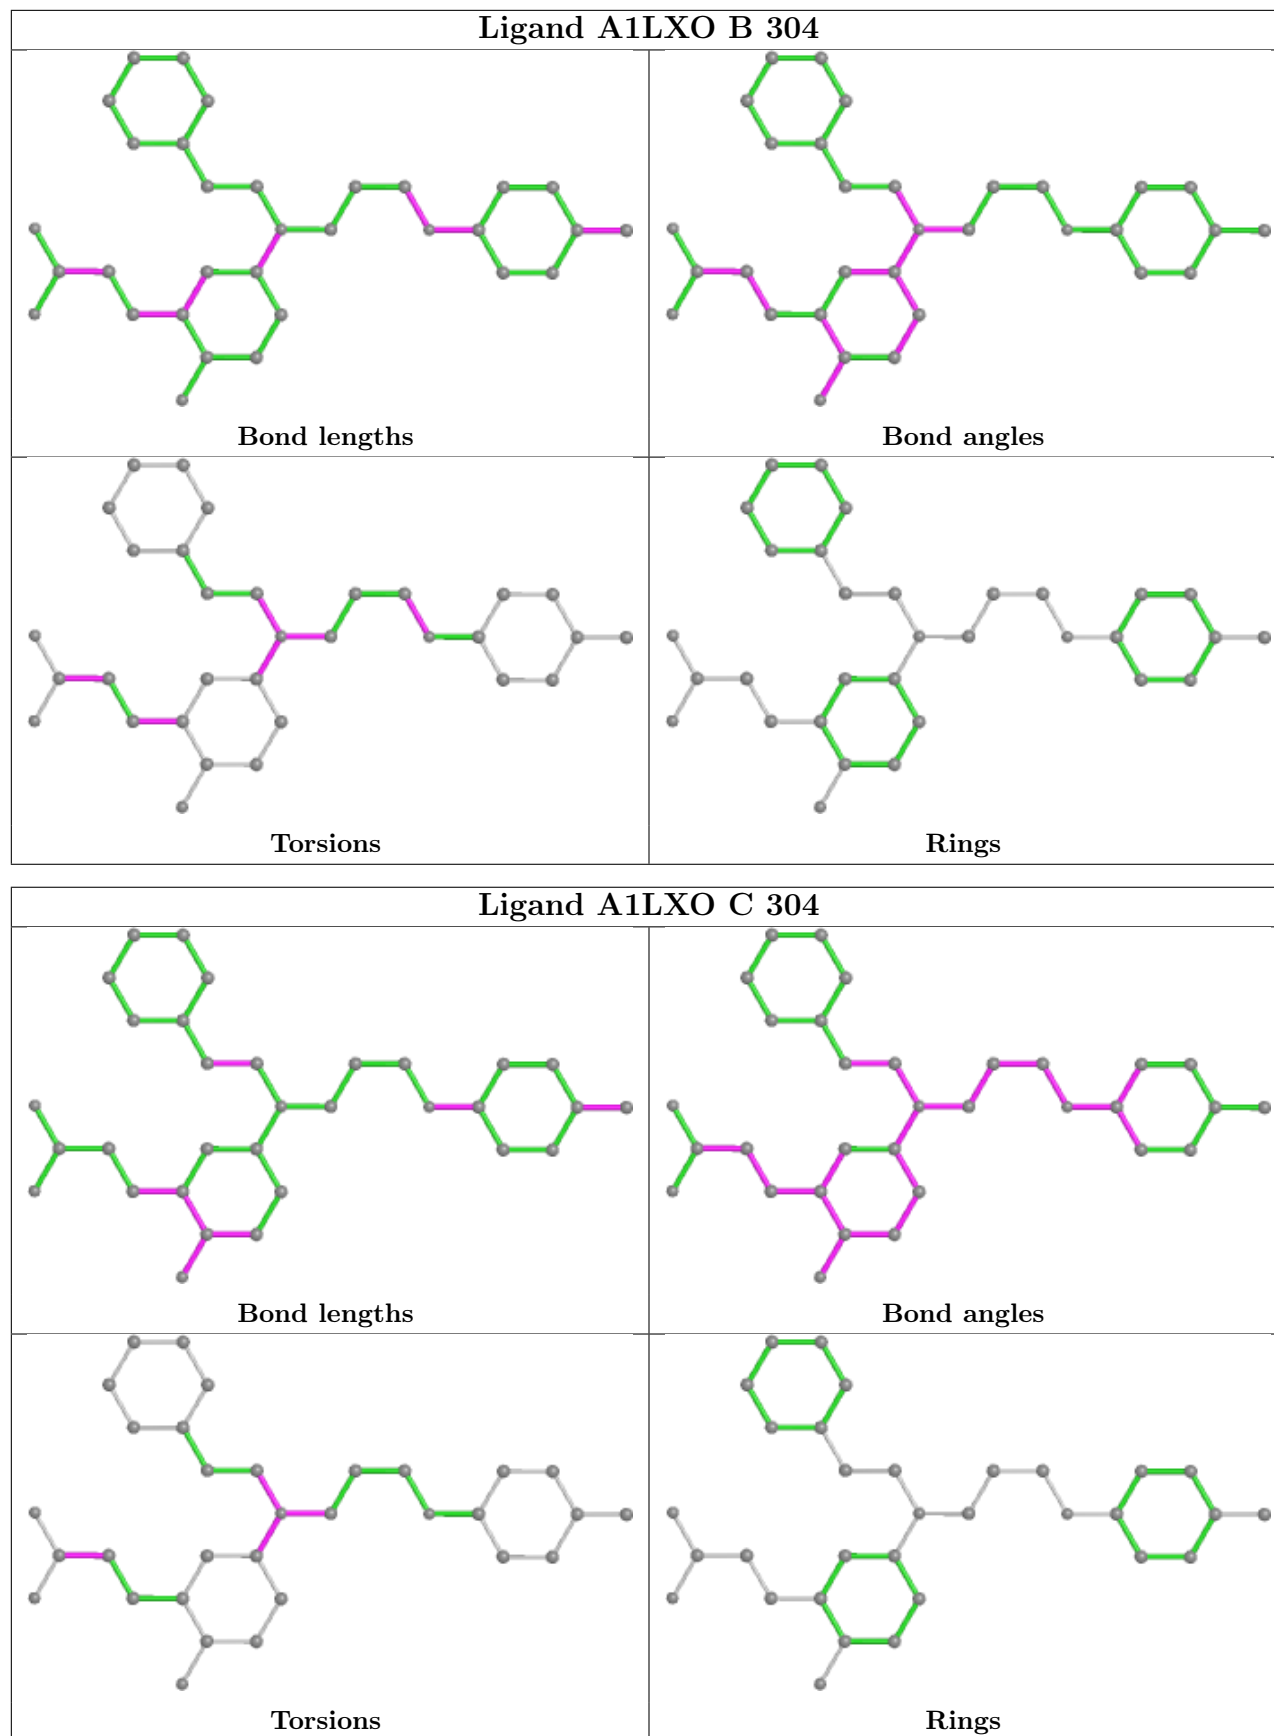 Ligand A1LXO B 304
Bond lengths
Bond angles
Torsions
Rings
Ligand A1LXO C 304
Bond lengths
Bond angles
Torsions
Rings